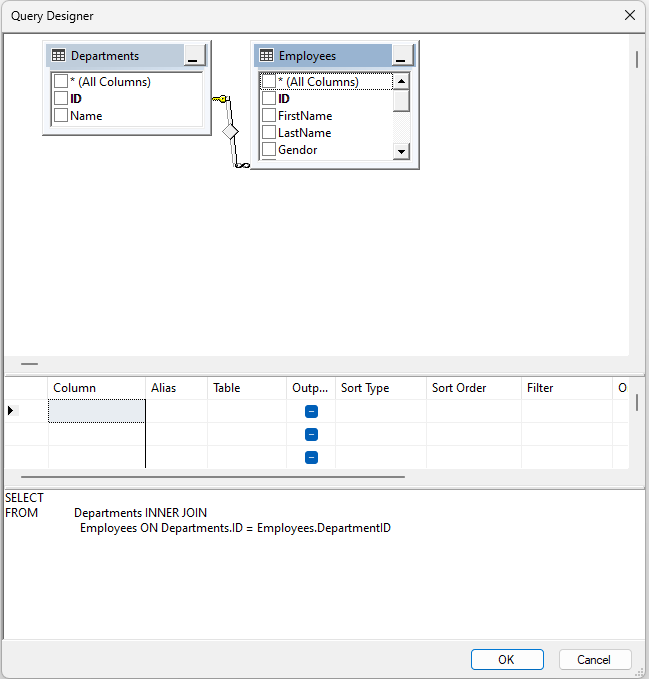 Query Designer
Departments
* (All Columns)
ID
Name
Employees
* (All Columns)
ID
FirstName
LastName
Gendor
Column Alias Table Outp... Sort Type Sort Order Filter O
SELECT
FROM Departments INNER JOIN
Employees ON Departments.ID = Employees.DepartmentID
OK Cancel